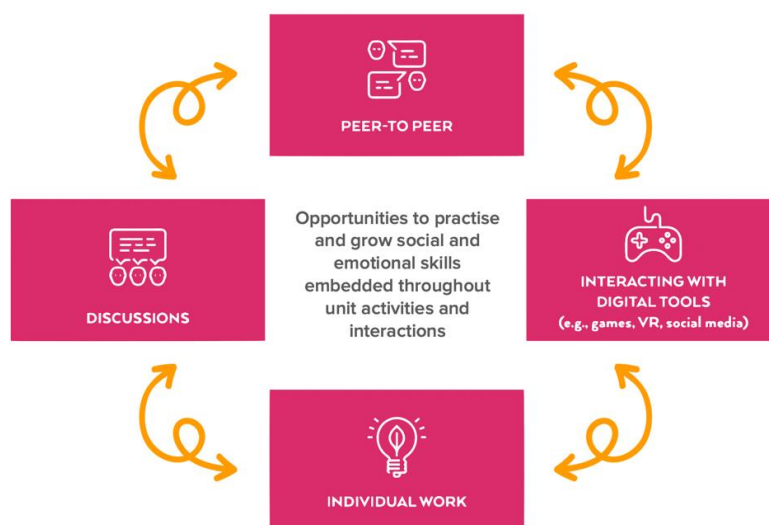 PEER-TO PEER
DISCUSSIONS
Opportunities to practise
and grow social and
emotional skills
embedded throughout
unit activities and
interactions
INTERACTING WITH
DIGITAL TOOLS
(e.g., games, VR, social media)
INDIVIDUAL WORK